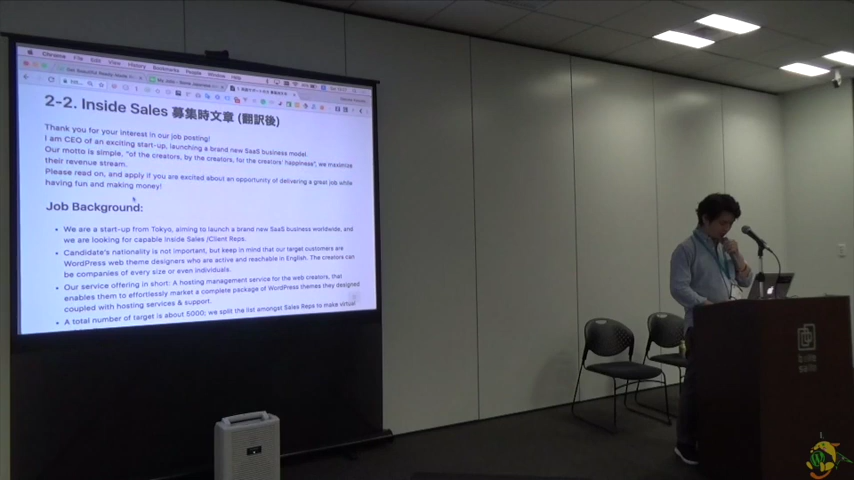 Chrome File Edit View History Bookmarks People Window Help
2-2. Inside Sales 募集時文章 (翻訳後)
Thank you for your interest in our job posting!
I am CEO of an exciting start-up, launching a brand new SaaS business model.
Our motto is simple, "of the creators, by the creators, for the creators' happiness", we maximize
their revenue stream.
Please read on, and apply if you are excited about an opportunity of delivering a great job while
having fun and making money!
Job Background:
• We are a start-up from Tokyo, aiming to launch a brand new SaaS business worldwide, and
we are looking for capable Inside Sales /Client Reps.
• Candidate's nationality is not important, but keep in mind that our target customers are
WordPress web theme designers who are active and reachable in English. The creators can
be companies of every size or even individuals.
• Our service offering in short: A hosting management service for the web creators, that
enables them to effortlessly market a complete package of WordPress themes they designed
coupled with hosting services & support.
• A total number of target is about 5000; we split the list amongst Sales Reps to make virtual